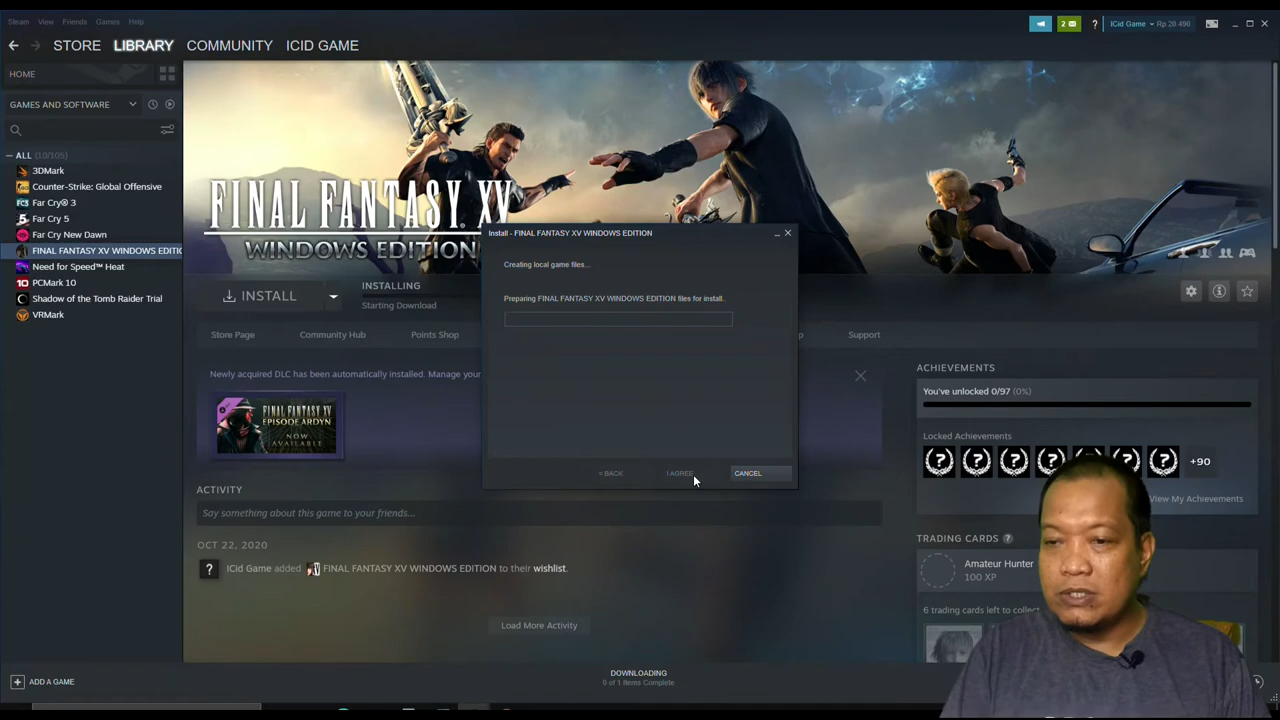 Steam View Friends Games Help
2 ? ICid Game Rp 20 490
STORE LIBRARY COMMUNITY ICID GAME
HOME
GAMES AND SOFTWARE
ALL (10/105)
3DMark
Counter-Strike: Global Offensive
Far Cry® 3
Far Cry 5
Far Cry New Dawn
FINAL FANTASY XV WINDOWS EDITIO
Need for Speed™ Heat
PCMark 10
Shadow of the Tomb Raider Trial
VRMark
FINAL FANTASY XV
WINDOWS EDITION
Install - FINAL FANTASY XV WINDOWS EDITION
Creating local game files...
Preparing FINAL FANTASY XV WINDOWS EDITION files for install..
< BACK I AGREE CANCEL
INSTALL
INSTALLING
Starting Download
Store Page Community Hub Points Shop Support
Newly acquired DLC has been automatically installed. Manage your
FINAL FANTASY XV
EPISODE ARDYN
NOW
AVAILABLE
ACTIVITY
Say something about this game to your friends...
OCT 22, 2020
? ICid Game added FINAL FANTASY XV WINDOWS EDITION to their wishlist.
Load More Activity
ACHIEVEMENTS
You've unlocked 0/97 (0%)
Locked Achievements
+90
View My Achievements
TRADING CARDS ?
Amateur Hunter
100 XP
6 trading cards left to collect
ADD A GAME
DOWNLOADING
0 of 1 Items Complete